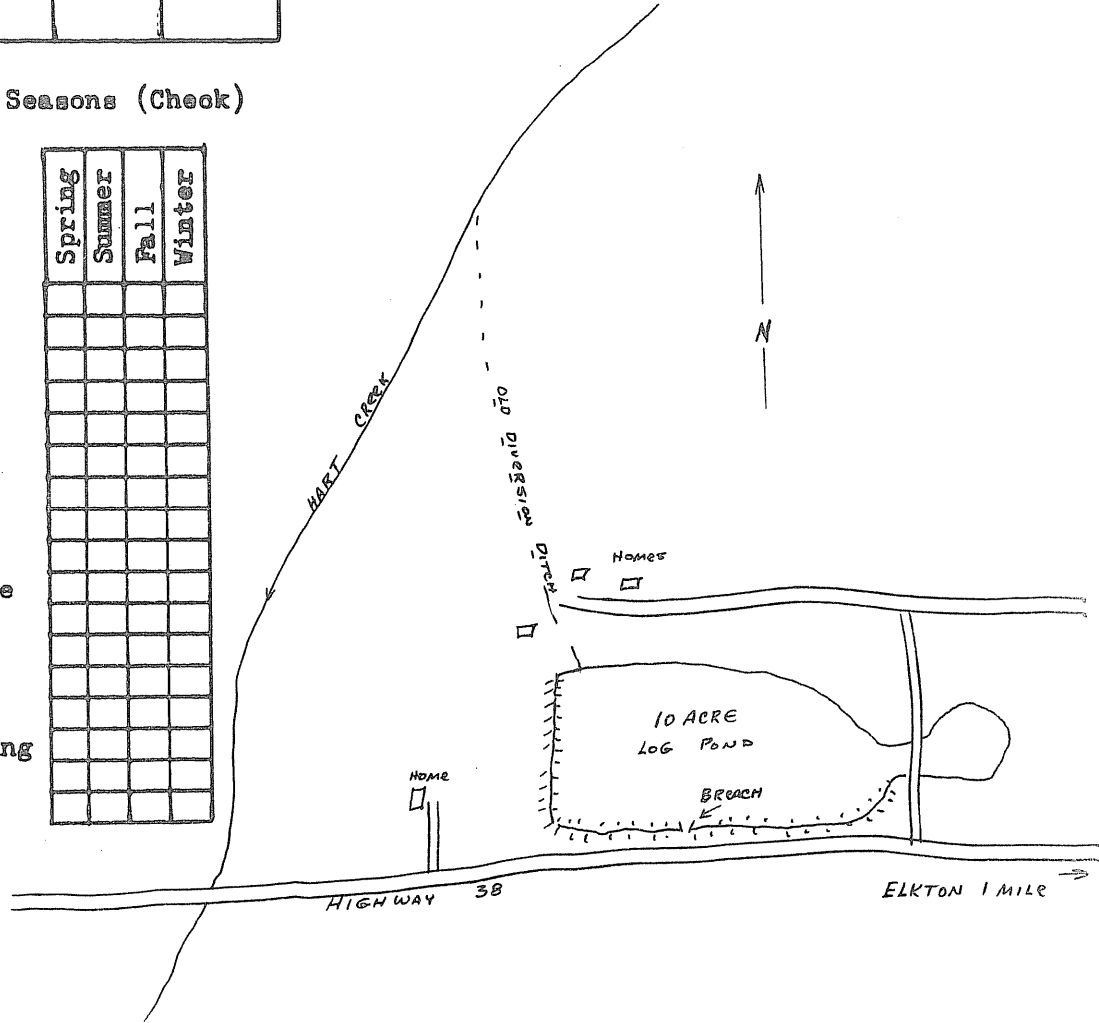 Seasons (Check)
Spring
Summer
Fall
Winter
e
ng
HART CREEK
OLD DIVERSION DITCH
N
HOMES
10 ACRE
LOG POND
BREACH
HOME
HIGHWAY 38
ELKTON 1 MILE